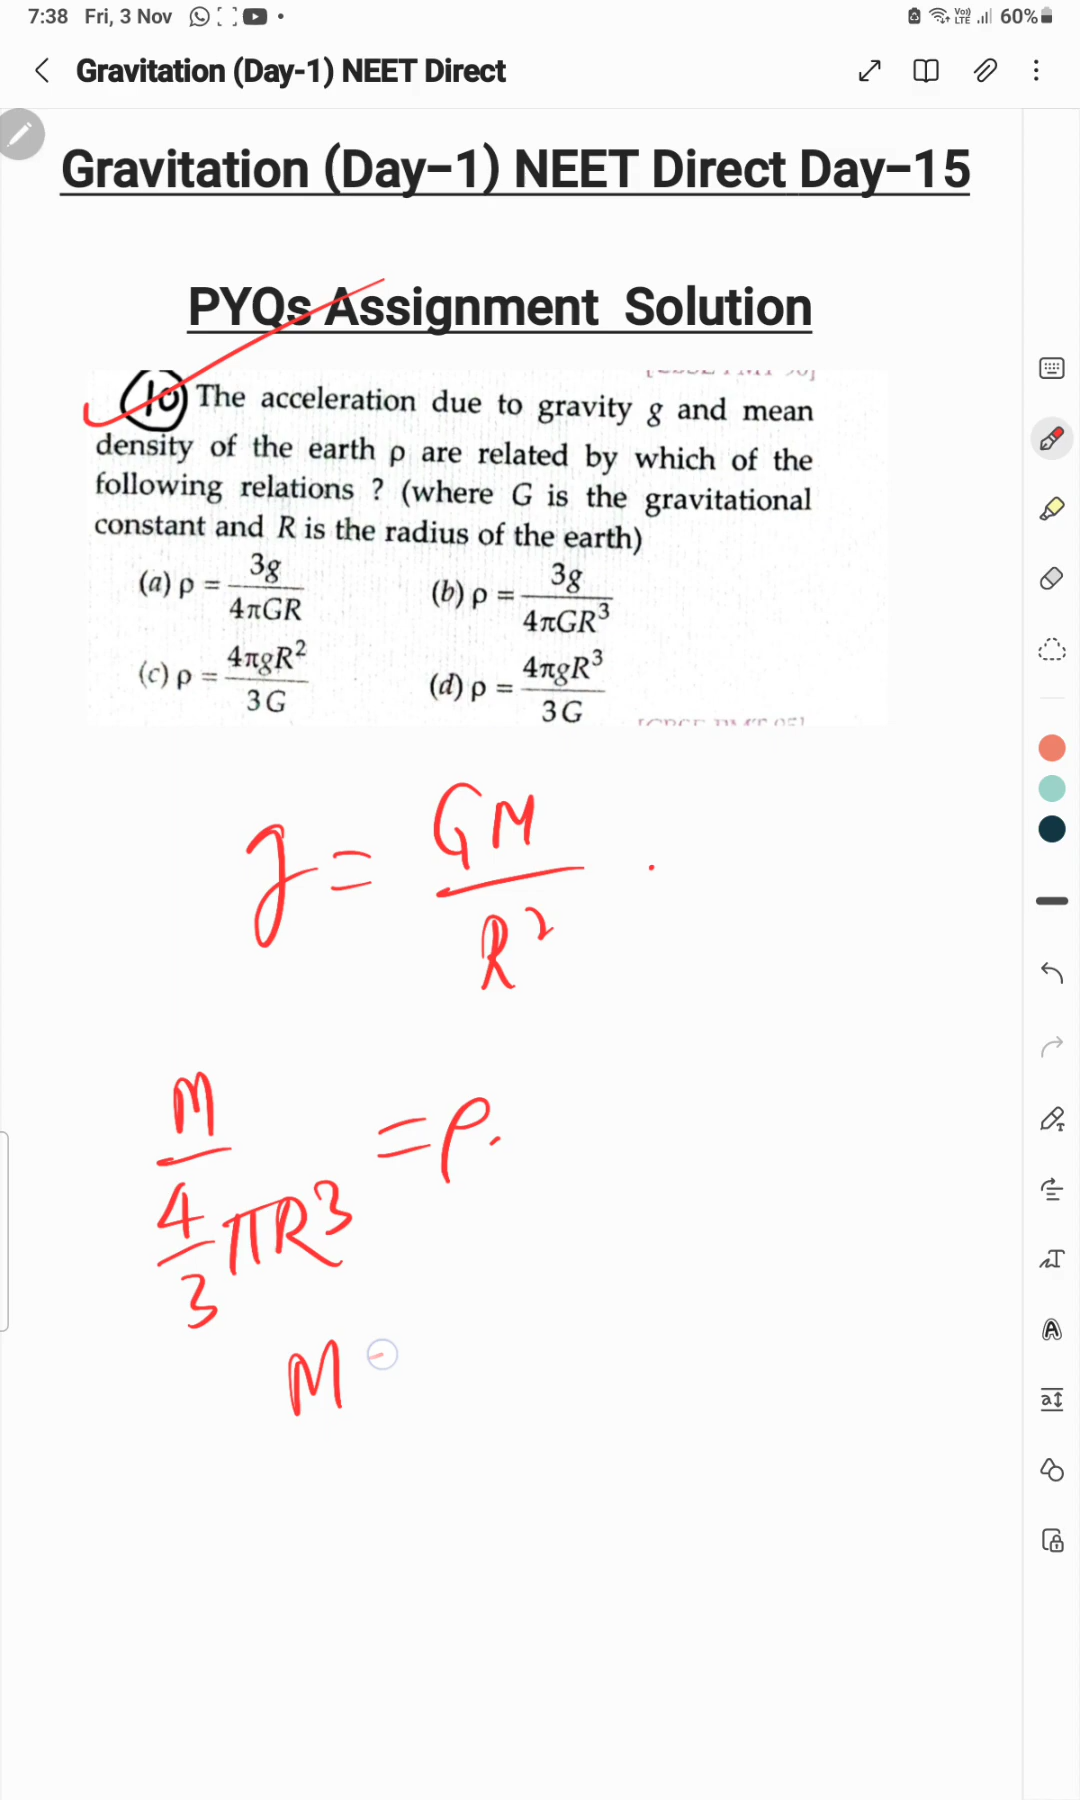 7:38 Fri, 3 Nov
Vo)) LTE 60%
Gravitation (Day-1) NEET Direct
Gravitation (Day-1) NEET Direct Day-15
PYQs Assignment Solution
10 The acceleration due to gravity g and mean
density of the earth ρ are related by which of the
following relations ? (where G is the gravitational
constant and R is the radius of the earth)
(a) ρ = 3g / 4πGR (b) ρ = 3g / 4πGR³
(c) ρ = 4πgR² / 3G (d) ρ = 4πgR³ / 3G
g = GM / R²
M / 4/3 πR³ = ρ.
M =